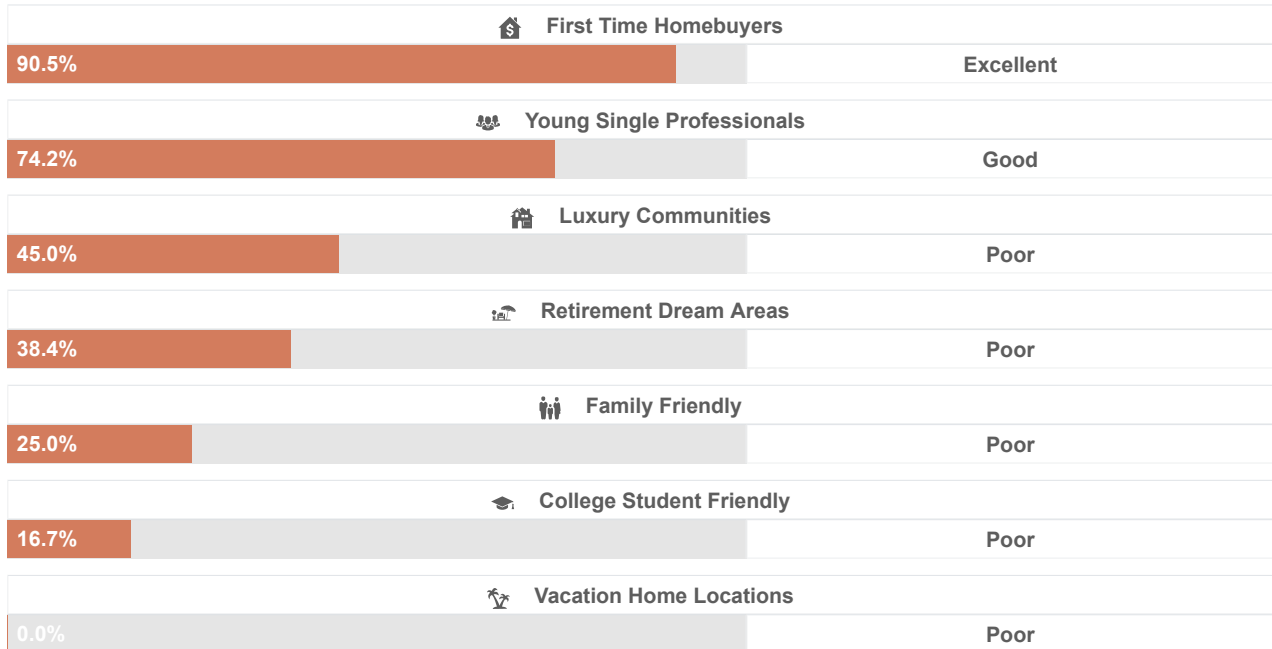 First Time Homebuyers
90.5% Excellent
Young Single Professionals
74.2% Good
Luxury Communities
45.0% Poor
Retirement Dream Areas
38.4% Poor
Family Friendly
25.0% Poor
College Student Friendly
16.7% Poor
Vacation Home Locations
0.0% Poor